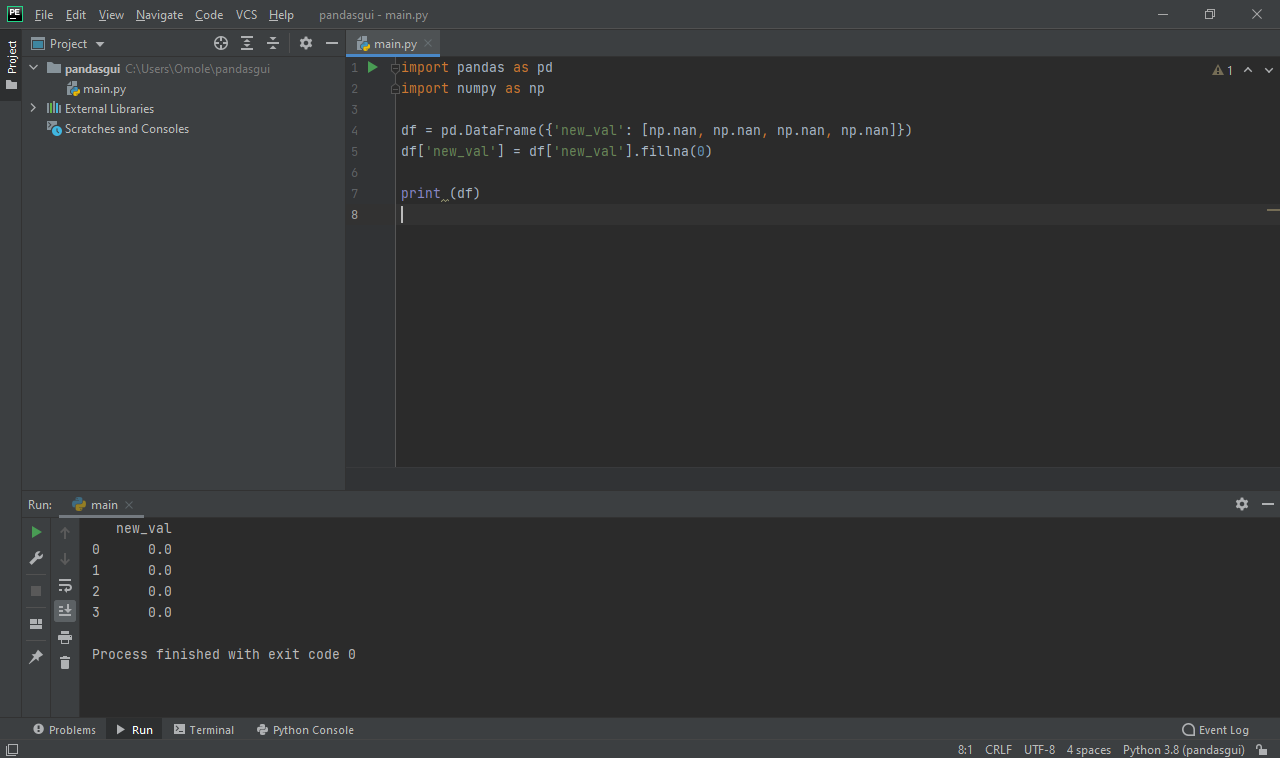 PE File Edit View Navigate Code VCS Help pandasgui - main.py
Project
Project
main.py
pandasgui C:\Users\Omole\pandasgui
main.py
External Libraries
Scratches and Consoles
1 import pandas as pd
2 import numpy as np
3
4 df = pd.DataFrame({'new_val': [np.nan, np.nan, np.nan, np.nan]})
5 df['new_val'] = df['new_val'].fillna(0)
6
7 print (df)
8
1
Run: main
new_val
0 0.0
1 0.0
2 0.0
3 0.0
Process finished with exit code 0
Problems Run Terminal Python Console Event Log
8:1 CRLF UTF-8 4 spaces Python 3.8 (pandasgui)